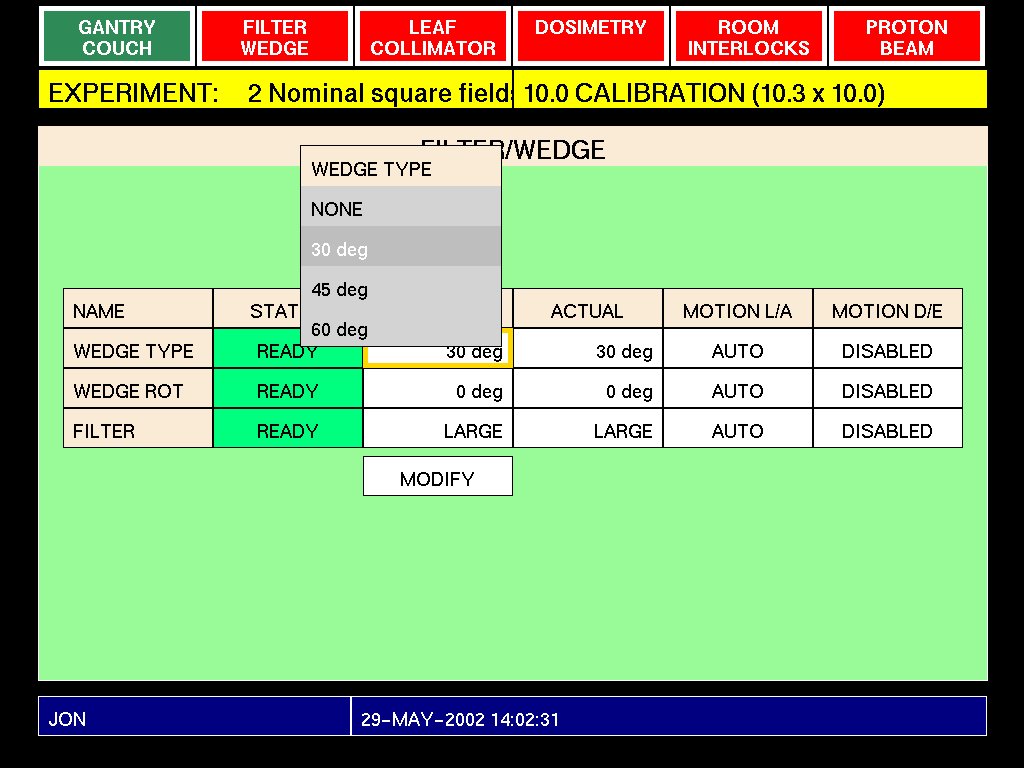 GANTRY COUCH
FILTER WEDGE
LEAF COLLIMATOR
DOSIMETRY
ROOM INTERLOCKS
PROTON BEAM
EXPERIMENT: 2 Nominal square field 10.0 CALIBRATION (10.3 x 10.0)
/WEDGE
WEDGE TYPE
NONE
30 deg
45 deg
60 deg
NAME STAT ACTUAL MOTION L/A MOTION D/E
WEDGE TYPE READY 30 deg 30 deg AUTO DISABLED
WEDGE ROT READY 0 deg 0 deg AUTO DISABLED
FILTER READY LARGE LARGE AUTO DISABLED
MODIFY
JON 29-MAY-2002 14:02:31